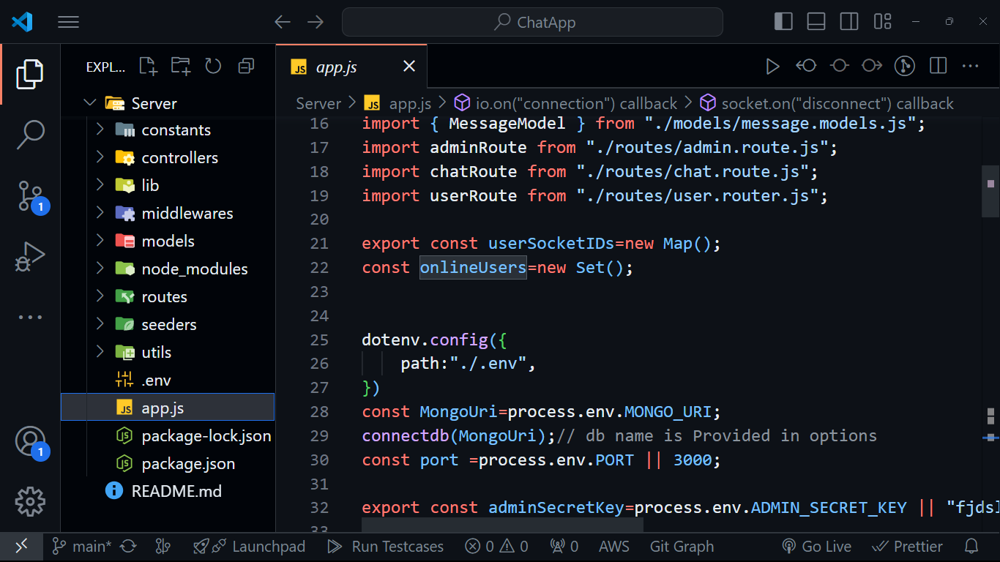 ChatApp
EXPL...
Server
constants
controllers
lib
middlewares
models
node_modules
routes
seeders
utils
.env
JS app.js
package-lock.json
package.json
README.md
JS app.js
Server > JS app.js > io.on("connection") callback > socket.on("disconnect") callback
16 import { MessageModel } from "./models/message.models.js";
17 import adminRoute from "./routes/admin.route.js";
18 import chatRoute from "./routes/chat.route.js";
19 import userRoute from "./routes/user.router.js";
20
21 export const userSocketIDs=new Map();
22 const onlineUsers=new Set();
23
24
25 dotenv.config({
26 path:"./.env",
27 })
28 const MongoUri=process.env.MONGO_URI;
29 connectdb(MongoUri);// db name is Provided in options
30 const port =process.env.PORT || 3000;
31
32 export const adminSecretKey=process.env.ADMIN_SECRET_KEY || "fjdsl
33
1
1
main* Launchpad Run Testcases 0 0 0 AWS Git Graph Go Live Prettier